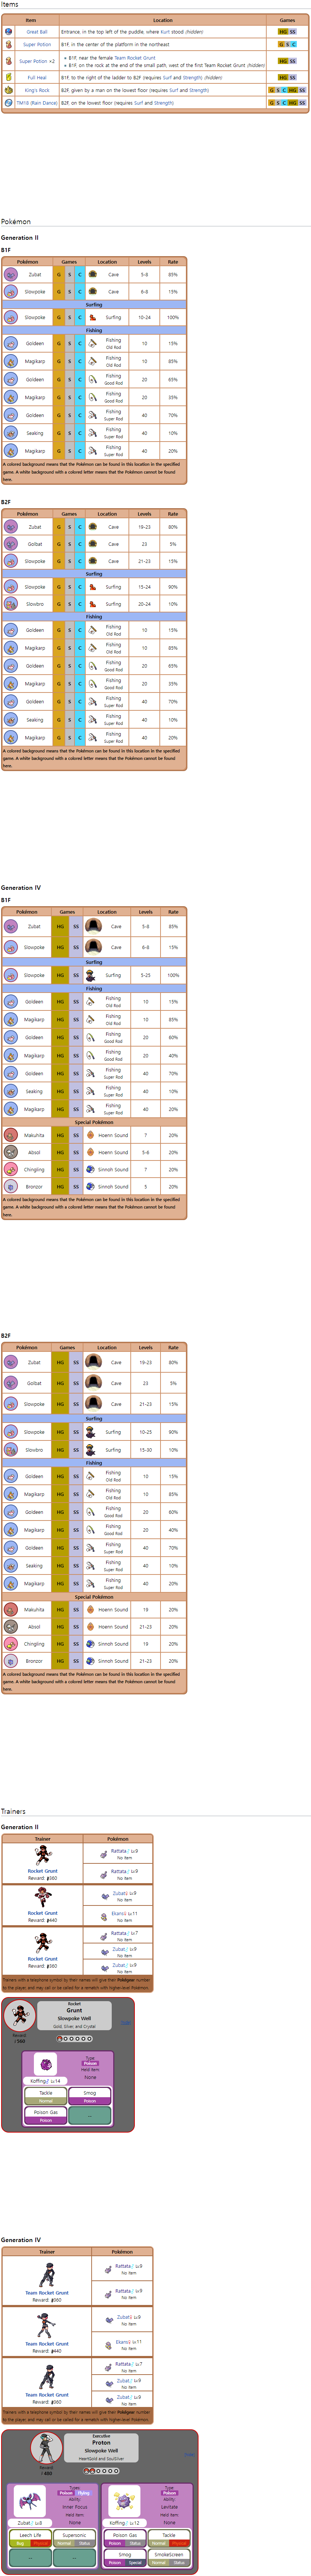 Items
Item Location Games
Great Ball Entrance, in the top left of the puddle, where Kurt stood (hidden) HG SS
Super Potion B1F, in the center of the platform in the northeast G S C
Super Potion ×2 B1F, near the female Team Rocket Grunt HG SS
B1F, on the rock at the end of the small path, west of the first Team Rocket Grunt (hidden)
Full Heal B1F, to the right of the ladder to B2F (requires Surf and Strength) (hidden) HG SS
King's Rock B2F, given by a man on the lowest floor (requires Surf and Strength) G S C HG SS
TM18 (Rain Dance) B2F, on the lowest floor (requires Surf and Strength) G S C HG SS
Pokémon
Generation II
B1F
Pokémon Games Location Levels Rate
Zubat G S C Cave 5-6 85%
Slowpoke G S C Cave 6-8 15%
Surfing
Slowpoke G S C Surfing 10-24 100%
Fishing
Goldeen G S C Fishing Old Rod 10 15%
Magikarp G S C Fishing Old Rod 10 85%
Goldeen G S C Fishing Good Rod 20 65%
Magikarp G S C Fishing Good Rod 20 35%
Goldeen G S C Fishing Super Rod 40 70%
Seaking G S C Fishing Super Rod 40 10%
Magikarp G S C Fishing Super Rod 40 20%
A colored background means that the Pokémon can be found in this location in the specified
game. A white background with a colored letter means that the Pokémon cannot be found
here.
B2F
Pokémon Games Location Levels Rate
Zubat G S C Cave 19-23 80%
Golbat G S C Cave 23 5%
Slowpoke G S C Cave 21-23 15%
Surfing
Slowpoke G S C Surfing 15-24 90%
Slowbro G S C Surfing 20-24 10%
Fishing
Goldeen G S C Fishing Old Rod 10 15%
Magikarp G S C Fishing Old Rod 10 85%
Goldeen G S C Fishing Good Rod 20 65%
Magikarp G S C Fishing Good Rod 20 35%
Goldeen G S C Fishing Super Rod 40 70%
Seaking G S C Fishing Super Rod 40 10%
Magikarp G S C Fishing Super Rod 40 20%
A colored background means that the Pokémon can be found in this location in the specified
game. A white background with a colored letter means that the Pokémon cannot be found
here.
Generation IV
B1F
Pokémon Games Location Levels Rate
Zubat HG SS Cave 5-8 85%
Slowpoke HG SS Cave 6-8 15%
Surfing
Slowpoke HG SS Surfing 5-25 100%
Fishing
Goldeen HG SS Fishing Old Rod 10 15%
Magikarp HG SS Fishing Old Rod 10 85%
Goldeen HG SS Fishing Good Rod 20 60%
Magikarp HG SS Fishing Good Rod 20 40%
Goldeen HG SS Fishing Super Rod 40 70%
Seaking HG SS Fishing Super Rod 40 10%
Magikarp HG SS Fishing Super Rod 40 20%
Special Pokémon
Makuhita HG SS Hoenn Sound 7 20%
Absol HG SS Hoenn Sound 5-6 20%
Chingling HG SS Sinnoh Sound 7 20%
Bronzor HG SS Sinnoh Sound 5 20%
A colored background means that the Pokémon can be found in this location in the specified
game. A white background with a colored letter means that the Pokémon cannot be found
here.
B2F
Pokémon Games Location Levels Rate
Zubat HG SS Cave 19-23 80%
Golbat HG SS Cave 23 5%
Slowpoke HG SS Cave 21-23 15%
Surfing
Slowpoke HG SS Surfing 10-25 90%
Slowbro HG SS Surfing 15-30 10%
Fishing
Goldeen HG SS Fishing Old Rod 10 15%
Magikarp HG SS Fishing Old Rod 10 85%
Goldeen HG SS Fishing Good Rod 20 60%
Magikarp HG SS Fishing Good Rod 20 40%
Goldeen HG SS Fishing Super Rod 40 70%
Seaking HG SS Fishing Super Rod 40 10%
Magikarp HG SS Fishing Super Rod 40 20%
Special Pokémon
Makuhita HG SS Hoenn Sound 19 20%
Absol HG SS Hoenn Sound 21-23 20%
Chingling HG SS Sinnoh Sound 19 20%
Bronzor HG SS Sinnoh Sound 21-23 20%
A colored background means that the Pokémon can be found in this location in the specified
game. A white background with a colored letter means that the Pokémon cannot be found
here.
Trainers
Generation II
Trainer Pokémon
Rocket Grunt
Reward: 360
Rattata♂ Lv.9
No item
Rattata♂ Lv.9
No item
Rocket Grunt
Reward: 440
Zubat♀ Lv.9
No item
Ekans♀ Lv.11
No item
Rocket Grunt
Reward: 360
Rattata♂ Lv.7
No item
Zubat♂ Lv.9
No item
Zubat♂ Lv.9
No item
Trainers with a telephone symbol by their names will give their Pokégear number
to the player, and may call or be called for a rematch with higher-level Pokémon.
Rocket
Grunt
Slowpoke Well
Gold, Silver, and Crystal
Reward:
560
Type:
Poison
Held item:
None
Koffing♂ Lv.14
Tackle
Normal
Smog
Poison
Poison Gas
Poison
Generation IV
Trainer Pokémon
Team Rocket Grunt
Reward: 360
Rattata♂ Lv.9
No item
Rattata♂ Lv.9
No item
Team Rocket Grunt
Reward: 440
Zubat♀ Lv.9
No item
Ekans♀ Lv.11
No item
Team Rocket Grunt
Reward: 360
Rattata♂ Lv.7
No item
Zubat♂ Lv.9
No item
Zubat♂ Lv.9
No item
Trainers with a telephone symbol by their names will give their Pokégear number
to the player, and may call or be called for a rematch with higher-level Pokémon.
Executive
Proton
Slowpoke Well
HeartGold and SoulSilver
Reward:
960
Types:
Poison Flying
Ability:
Inner Focus
Held item:
None
Zubat♂ Lv.8
Leech Life
Bug Physical
Supersonic
Normal Status
Type:
Poison
Ability:
Levitate
Held item:
None
Koffing♂ Lv.12
Poison Gas
Poison Status
Tackle
Normal Physical
Smog
Poison Special
SmokeScreen
Normal Status